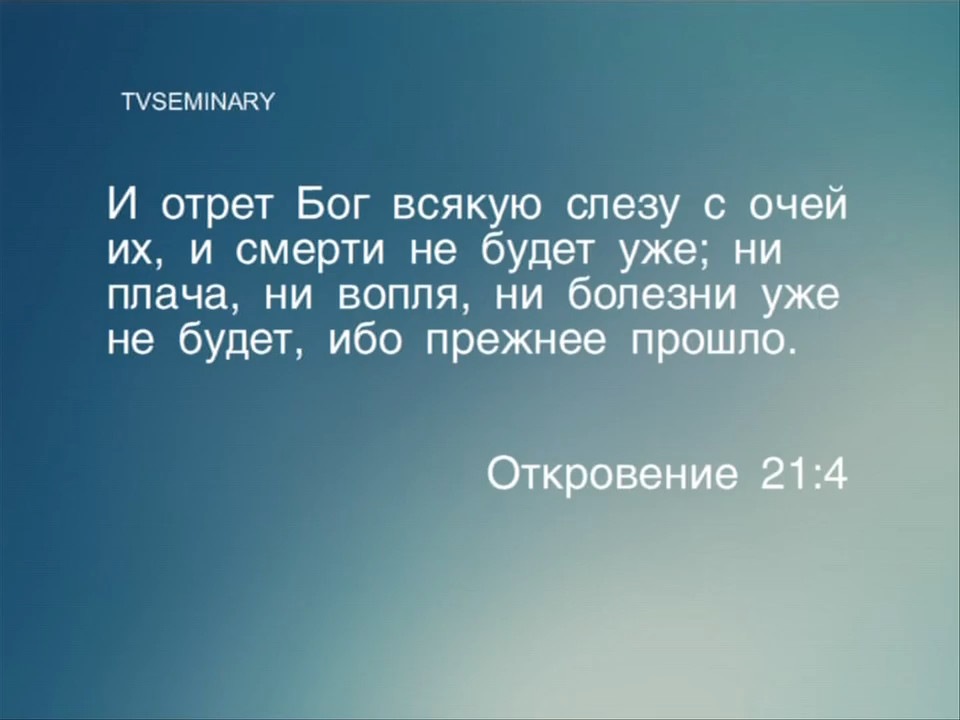 TVSEMINARY
И отрет Бог всякую слезу с очей
их, и смерти не будет уже; ни
плача, ни вопля, ни болезни уже
не будет, ибо прежнее прошло.
Откровение 21:4